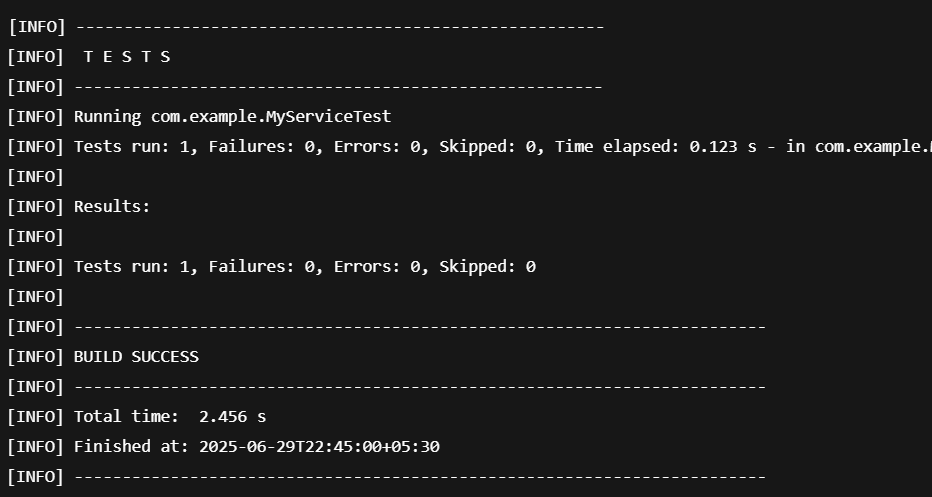 [INFO] -------------------------------------------------------
[INFO]  T E S T S
[INFO] -------------------------------------------------------
[INFO] Running com.example.MyServiceTest
[INFO] Tests run: 1, Failures: 0, Errors: 0, Skipped: 0, Time elapsed: 0.123 s - in com.example.
[INFO]
[INFO] Results:
[INFO]
[INFO] Tests run: 1, Failures: 0, Errors: 0, Skipped: 0
[INFO]
[INFO] ------------------------------------------------------------------------
[INFO] BUILD SUCCESS
[INFO] ------------------------------------------------------------------------
[INFO] Total time:  2.456 s
[INFO] Finished at: 2025-06-29T22:45:00+05:30
[INFO] ------------------------------------------------------------------------